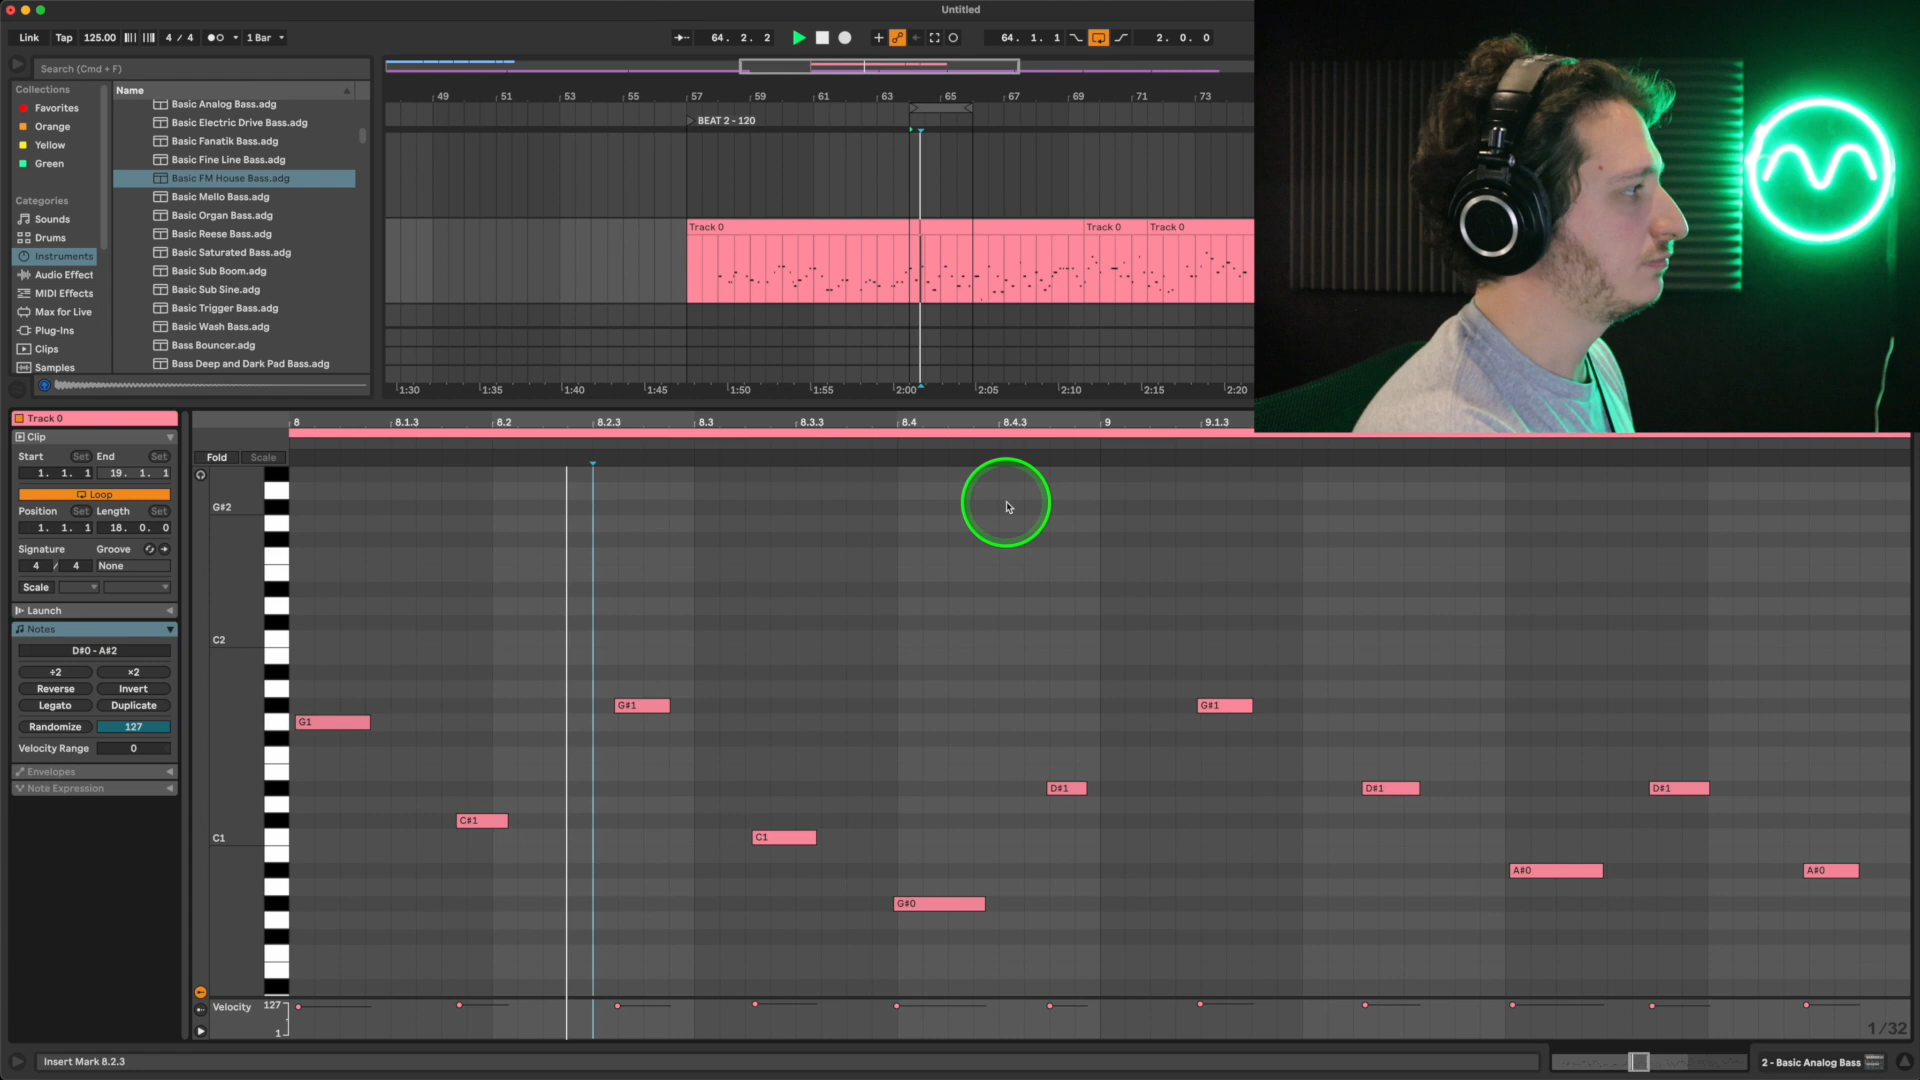 Untitled
Link Tap 125.00 4 / 4 1 Bar 64. 2. 2 64. 1. 1 2. 0. 0
Search (Cmd + F)
Collections
Favorites
Orange
Yellow
Green
Categories
Sounds
Drums
Instruments
Audio Effect
MIDI Effects
Max for Live
Plug-Ins
Clips
Samples
Name
Basic Analog Bass.adg
Basic Electric Drive Bass.adg
Basic Fanatik Bass.adg
Basic Fine Line Bass.adg
Basic FM House Bass.adg
Basic Mello Bass.adg
Basic Organ Bass.adg
Basic Reese Bass.adg
Basic Saturated Bass.adg
Basic Sub Boom.adg
Basic Sub Sine.adg
Basic Trigger Bass.adg
Basic Wash Bass.adg
Bass Bouncer.adg
Bass Deep and Dark Pad Bass.adg
49 51 53 55 57 59 61 63 65 67 69 71 73
BEAT 2 - 120
Track 0 Track 0 Track 0
1:30 1:35 1:40 1:45 1:50 1:55 2:00 2:05 2:10 2:15 2:20
Track 0
Clip
Start Set End Set
1. 1. 1 19. 1. 1
Loop
Position Set Length Set
1. 1. 1 18. 0. 0
Signature Groove
4 / 4 None
Scale
Launch
Notes
D#0 - A#2
÷2 ×2
Reverse Invert
Legato Duplicate
Randomize 127
Velocity Range 0
Envelopes
Note Expression
8 8.1.3 8.2 8.2.3 8.3 8.3.3 8.4 8.4.3 9 9.1.3
Fold Scale
G#2
C2
G#1 G#1
G1
D#1 D#1 D#1
C#1
C1 C1
A#0 A#0
G#0
Velocity 127
1
1/32
Insert Mark 8.2.3
2 - Basic Analog Bass